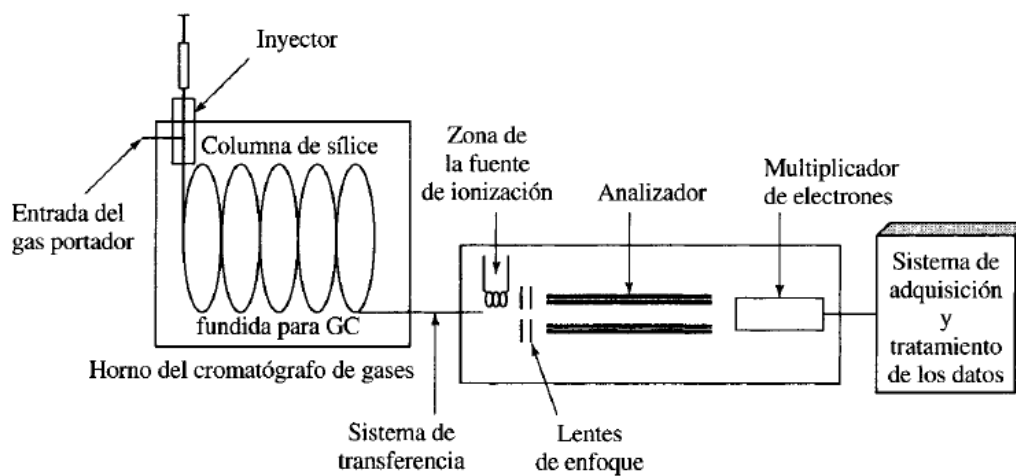 Inyector
Columna de sílice
Entrada del
gas portador
fundida para GC
Horno del cromatógrafo de gases
Sistema de
transferencia
Zona de
la fuente
de ionización
Lentes
de enfoque
Analizador
Multiplicador
de electrones
Sistema de
adquisición
y
tratamiento
de los datos